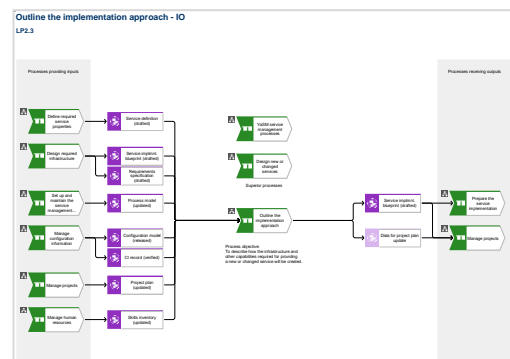 Outline the implementation approach - IO
LP2.3
Processes providing inputs
Processes receiving outputs
Define required
service
properties
Service definition
(drafted)
YaSM service
management
processes
Design required
infrastructure
Service implmnt.
blueprint (drafted)
Requirements
specification
(drafted)
Design new or
changed
services
Superior processes
Set up and
maintain the
service
management...
Process model
(updated)
Service implmnt.
blueprint (drafted)
Prepare the
service
implementation
Outline the
implementation
approach
Manage
configuration
information
Configuration model
(released)
CI record (verified)
Data for project plan
update
Manage projects
Process objective:
To describe how the infrastructure and
other capabilities required for providing
a new or changed service will be created.
Manage projects
Project plan
(updated)
Manage human
resources
Skills inventory
(updated)